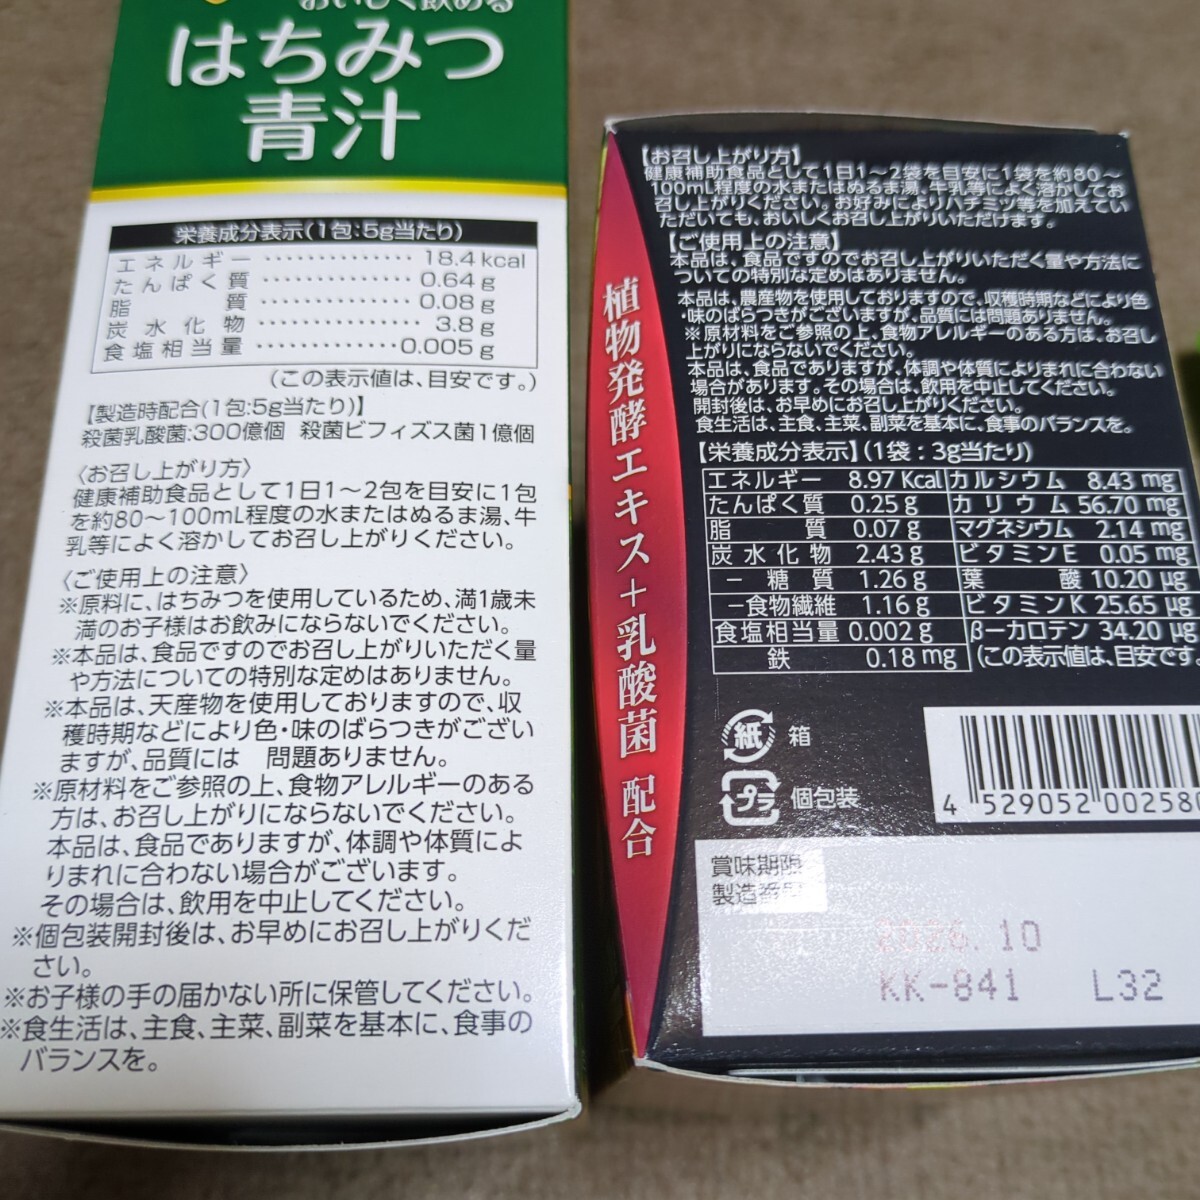 おいしく飲める
はちみつ
青汁
栄養成分表示(1包:5g当たり)
エネルギー 18.4kcal
たんぱく質 0.64g
脂質 0.08g
炭水化物 3.8g
食塩相当量 0.005g
(この表示値は、目安です。)
【製造時配合(1包:5g当たり)】
殺菌乳酸菌:300億個 殺菌ビフィズス菌1億個
〈お召し上がり方〉
健康補助食品として1日1〜2包を目安に1包
を約80〜100mL程度の水またはぬるま湯、牛
乳等によく溶かしてお召し上がりください。
〈ご使用上の注意〉
※原料に、はちみつを使用しているため、満1歳未
満のお子様はお飲みにならないでください。
※本品は、食品ですのでお召し上がりいただく量
や方法についての特別な定めはありません。
※本品は、天産物を使用しておりますので、収
穫時期などにより色・味のばらつきがござい
ますが、品質には 問題ありません。
※原材料をご参照の上、食物アレルギーのある
方は、お召し上がりにならないでください。
本品は、食品でありますが、体調や体質によ
りまれに合わない場合がございます。
その場合は、飲用を中止してください。
※個包装開封後は、お早めにお召し上がりくだ
さい。
※お子様の手の届かない所に保管してください。
※食生活は、主食、主菜、副菜を基本に、食事の
バランスを。
植物発酵エキス+乳酸菌 配合
【お召し上がり方】
健康補助食品として1日1〜2袋を目安に1袋を約80〜
100mL程度の水またはぬるま湯、牛乳等によく溶かしてお
召し上がりください。お好みによりハチミツ等を加えてい
ただいても、おいしくお召し上がりいただけます。
【ご使用上の注意】
本品は、食品ですのでお召し上がりいただく量や方法に
ついての特別な定めはありません。
本品は、農産物を使用しておりますので、収穫時期などにより色
・味のばらつきがございますが、品質には問題ありません。
※原材料をご参照の上、食物アレルギーのある方は、お召し
上がりにならないでください。
本品は、食品でありますが、体調や体質によりまれに合わない
場合があります。その場合は、飲用を中止してください。
開封後は、お早めにお召し上がりください。
食生活は、主食、主菜、副菜を基本に、食事のバランスを。
【栄養成分表示】(1袋:3g当たり)
エネルギー 8.97Kcal カルシウム 8.43mg
たんぱく質 0.25g カリウム 56.70mg
脂質 0.07g マグネシウム 2.14mg
炭水化物 2.43g ビタミンE 0.05mg
－糖質 1.26g 葉酸 10.20μg
－食物繊維 1.16g ビタミンK 25.65μg
食塩相当量 0.002g βーカロテン 34.20μg
鉄 0.18mg (この表示値は、目安です。
紙 箱
プラ 個包装
4 529052 00258
賞味期限
製造番号
2026.10
KK-841 L32